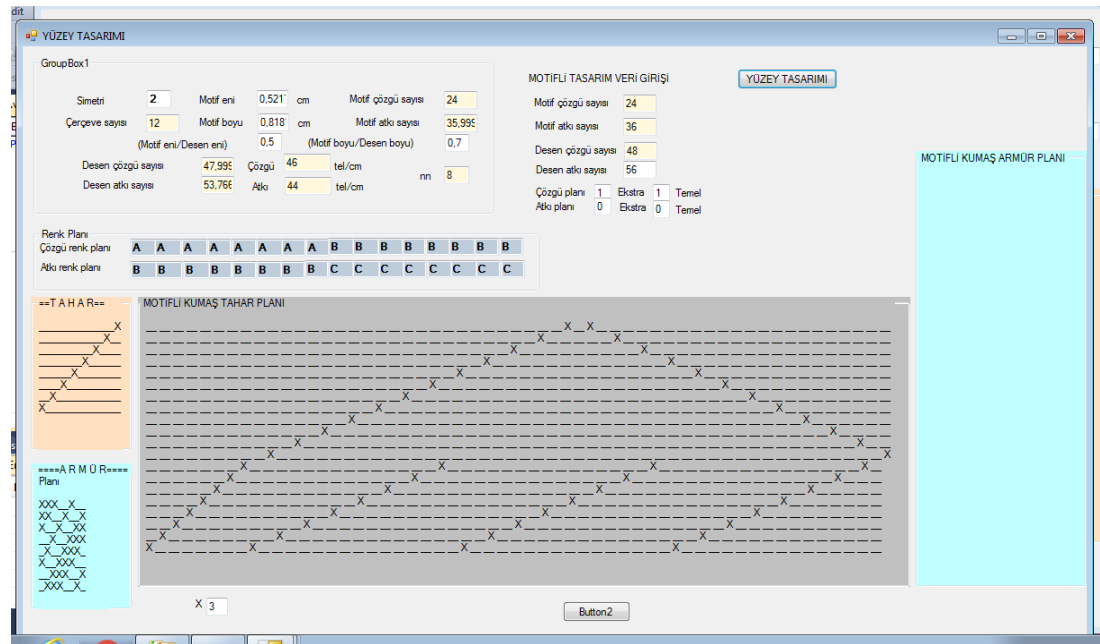 dit
YÜZEY TASARIMI
GroupBox1
Simetri 2 Motif eni 0,521 cm Motif çözgü sayısı 24
Çerçeve sayısı 12 Motif boyu 0,818 cm Motif atkı sayısı 35,999
(Motif eni/Desen eni) 0,5 (Motif boyu/Desen boyu) 0,7
Desen çözgü sayısı 47,999 Çözgü 46 tel/cm
Desen atkı sayısı 53,766 Atkı 44 tel/cm nn 8
MOTİFLİ TASARIM VERİ GİRİŞİ YÜZEY TASARIMI
Motif çözgü sayısı 24
Motif atkı sayısı 36
Desen çözgü sayısı 48
Desen atkı sayısı 56
Çözgü planı 1 Ekstra 1 Temel
Atkı planı 0 Ekstra 0 Temel
Renk Planı
Çözgü renk planı A A A A A A A A B B B B B B B B
Atkı renk planı B B B B B B B B C C C C C C C C
==T A H A R==
MOTİFLİ KUMAŞ TAHAR PLANI
MOTİFLİ KUMAŞ ARMÜR PLANI
====A R M Ü R====
Planı
XXX__X__
XX__X__X
X__X__XX
__X__XXX
_X__XXX_
X__XXX__
__XXX__X
_XXX__X_
X 3
Button2